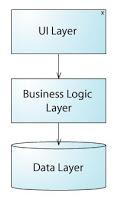 x
UI Layer
Business Logic
Layer
Data Layer